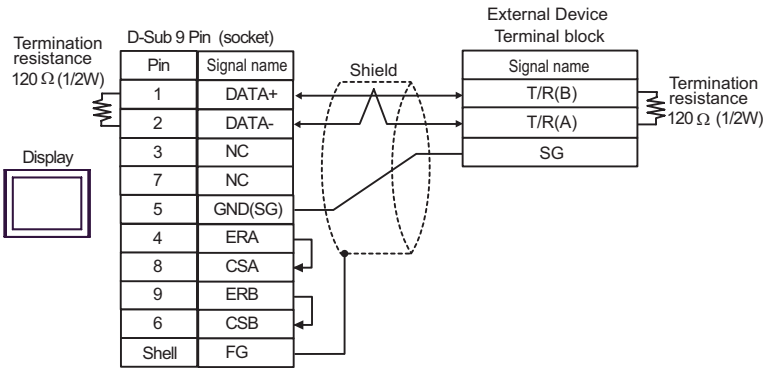 External Device
Terminal block
D-Sub 9 Pin (socket)
Termination
resistance
120 Ω (1/2W)
Pin Signal name
Shield
Signal name
1 DATA+
T/R(B)
2 DATA-
T/R(A)
Termination
resistance
120 Ω (1/2W)
3 NC
SG
Display
7 NC
5 GND(SG)
4 ERA
8 CSA
9 ERB
6 CSB
Shell FG